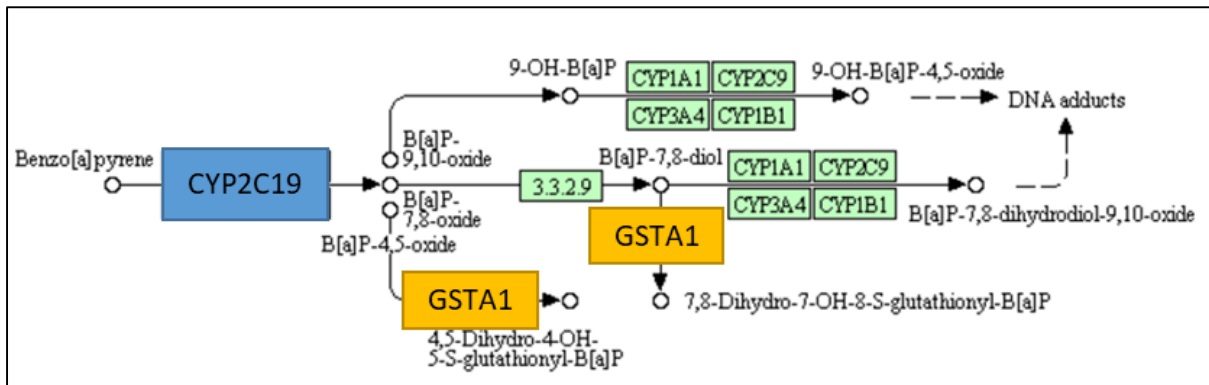 9-OH-B[a]P
CYP1A1 CYP2C9
9-OH-B[a]P-4,5-oxide
CYP3A4 CYP1B1
DNA adducts
Benzo[a]pyrene
CYP2C19
B[a]P-
9,10-oxide
B[a]P-7,8-diol
3.3.2.9
CYP1A1 CYP2C9
CYP3A4 CYP1B1
B[a]P-
7,8-oxide
B[a]P-7,8-dihydrodiol-9,10-oxide
B[a]P-4,5-oxide
GSTA1
GSTA1
7,8-Dihydro-7-OH-8-S-glutathionyl-B[a]P
4,5-Dihydro-4-OH-
5-S-glutathionyl-B[a]P